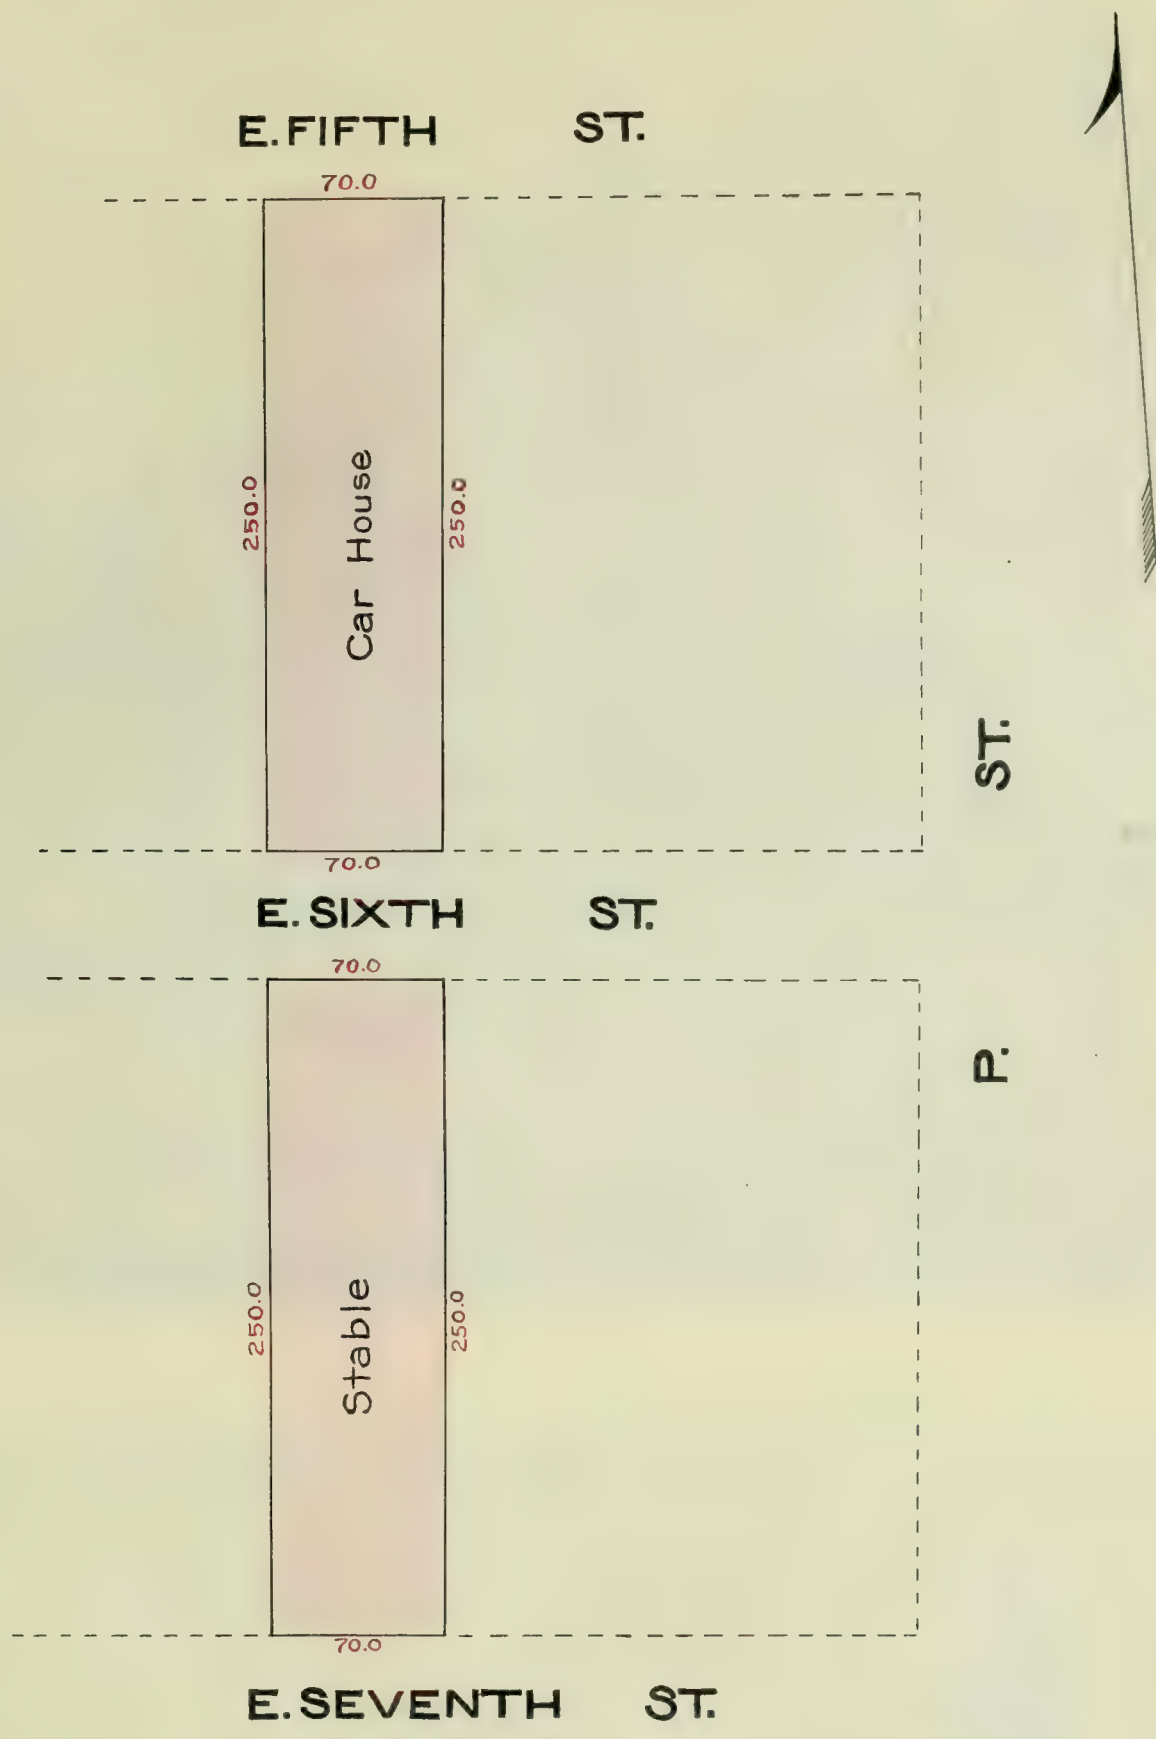 E. FIFTH ST.
70.0
250.0
Car House
250.0
70.0
E. SIXTH ST.
70.0
250.0
Stable
250.0
70.0
E. SEVENTH ST.
P. ST.